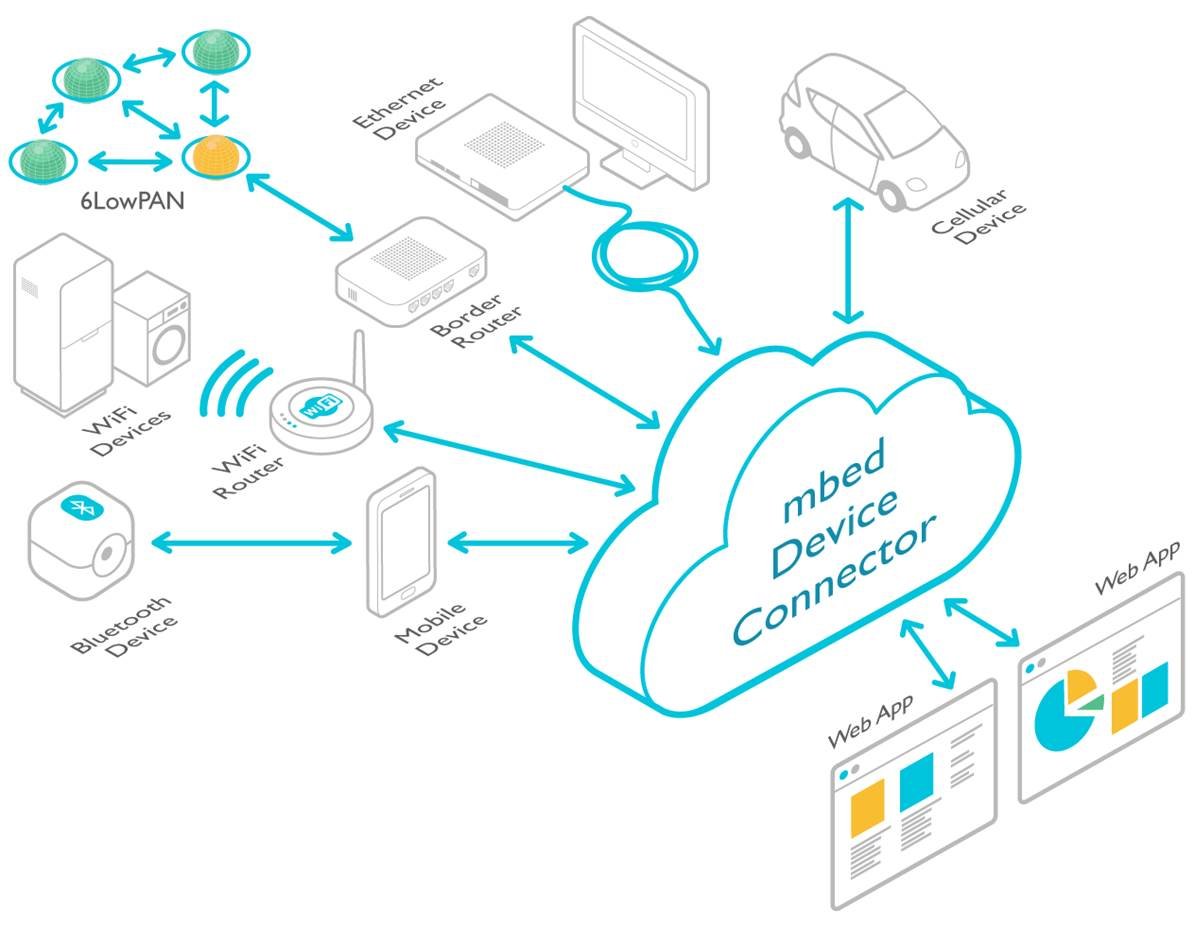 6LowPAN
Ethernet
Device
Cellular
Device
Border
Router
WiFi
Devices
WiFi
WiFi
Router
Bluetooth
Device
Mobile
Device
mbed
Device
Connector
Web App
Web App